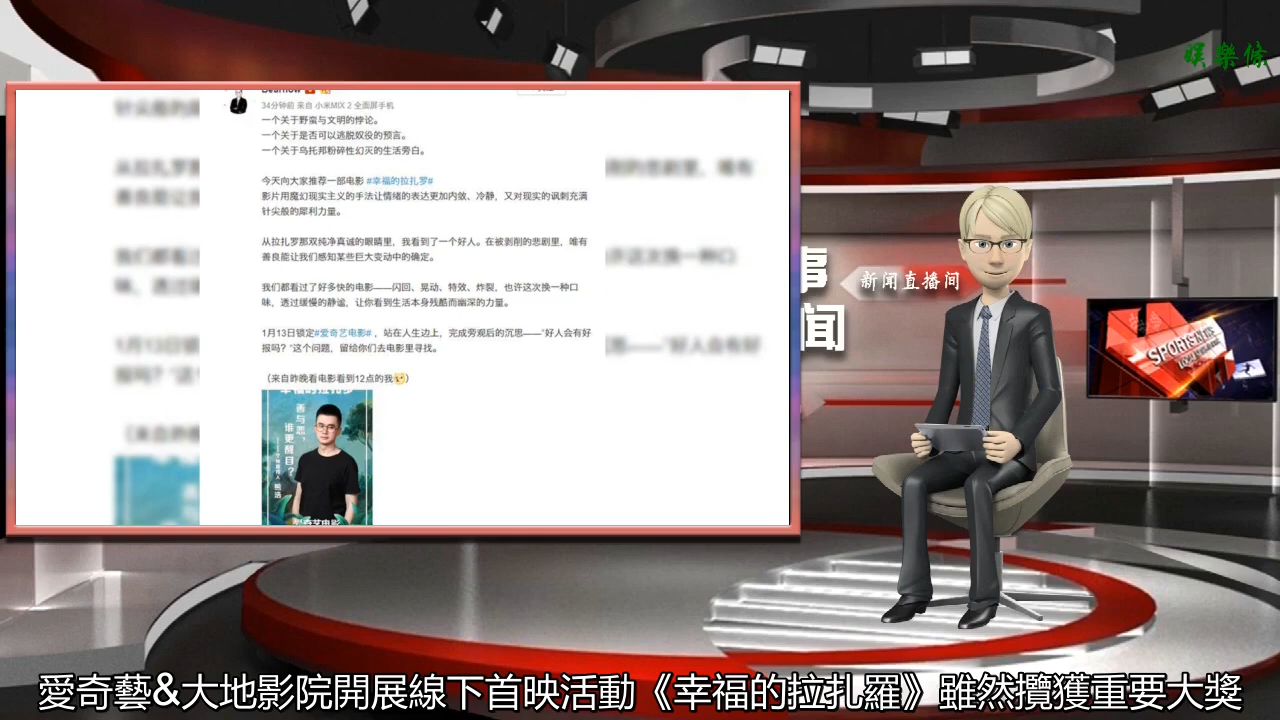 娱樂條
34分钟前 来自 小米MIX 2 全面屏手机
一个关于野蛮与文明的悖论。
一个关于是否可以逃脱奴役的预言。
一个关于乌托邦粉碎性幻灭的生活旁白。
今天向大家推荐一部电影 #幸福的拉扎罗#
影片用魔幻现实主义的手法让情绪的表达更加内敛、冷静，又对现实的讽刺充满
针尖般的犀利力量。
从拉扎罗那双纯净真诚的眼睛里，我看到了一个好人。在被剥削的悲剧里，唯有
善良能让我们感知某些巨大变动中的确定。
我们都看过了好多快的电影——闪回、晃动、特效、炸裂，也许这次换一种口
味，透过缓慢的静谧，让你看到生活本身残酷而幽深的力量。
1月13日锁定#爱奇艺电影# ，站在人生边上，完成旁观后的沉思——“好人会有好
报吗？”这个问题，留给你们去电影里寻找。
（来自昨晚看电影看到12点的我）
幸福的拉扎罗
善与恶，
谁更醒目？
爱奇艺电影
事
闻
新闻直播间
SPORTS
愛奇藝&大地影院開展線下首映活動《幸福的拉扎羅》雖然攬獲重要大獎